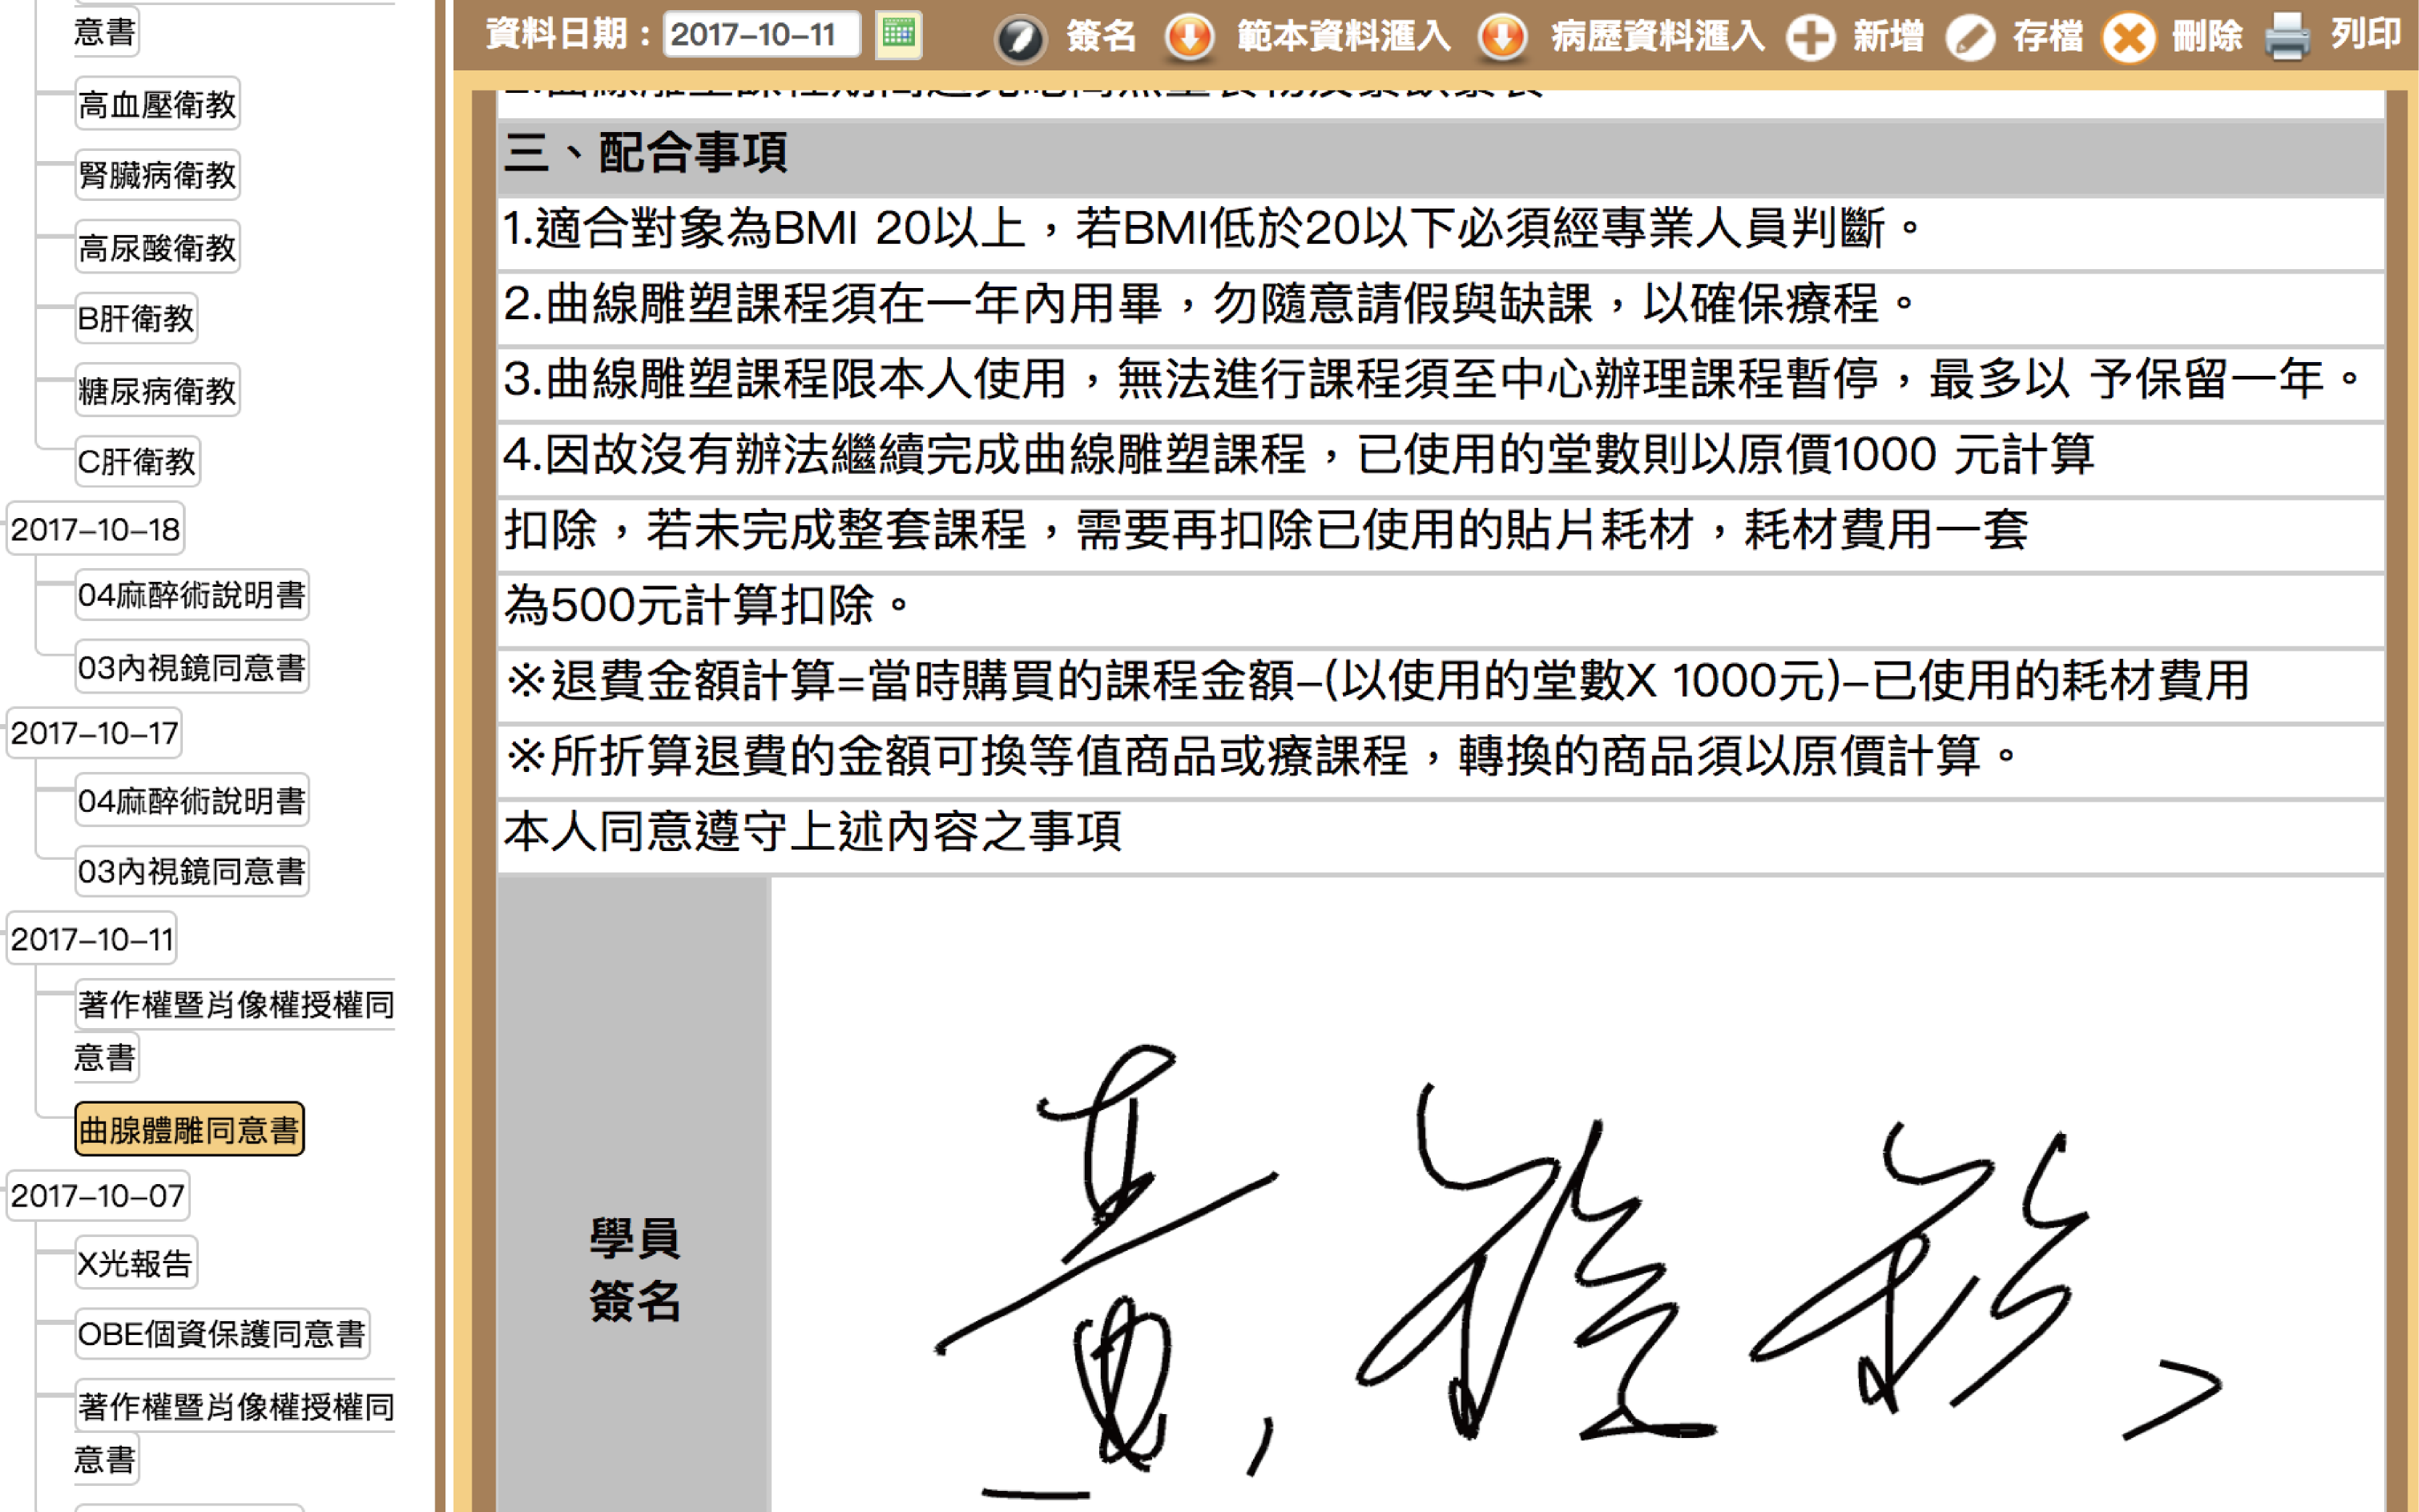 意書
高血壓衛教
腎臟病衛教
高尿酸衛教
B肝衛教
糖尿病衛教
C肝衛教
2017-10-18
04麻醉術說明書
03內視鏡同意書
2017-10-17
04麻醉術說明書
03內視鏡同意書
2017-10-11
著作權暨肖像權授權同
意書
曲腺體雕同意書
2017-10-07
X光報告
OBE個資保護同意書
著作權暨肖像權授權同
意書
資料日期： 2017-10-11 簽名 範本資料滙入 病歷資料滙入 新增 存檔 刪除 列印
三、配合事項
1.適合對象為BMI 20以上，若BMI低於20以下必須經專業人員判斷。
2.曲線雕塑課程須在一年內用畢，勿隨意請假與缺課，以確保療程。
3.曲線雕塑課程限本人使用，無法進行課程須至中心辦理課程暫停，最多以 予保留一年。
4.因故沒有辦法繼續完成曲線雕塑課程，已使用的堂數則以原價1000 元計算
扣除，若未完成整套課程，需要再扣除已使用的貼片耗材，耗材費用一套
為500元計算扣除。
※退費金額計算=當時購買的課程金額-(以使用的堂數X 1000元)-已使用的耗材費用
※所折算退費的金額可換等值商品或療課程，轉換的商品須以原價計算。
本人同意遵守上述內容之事項
學員
簽名